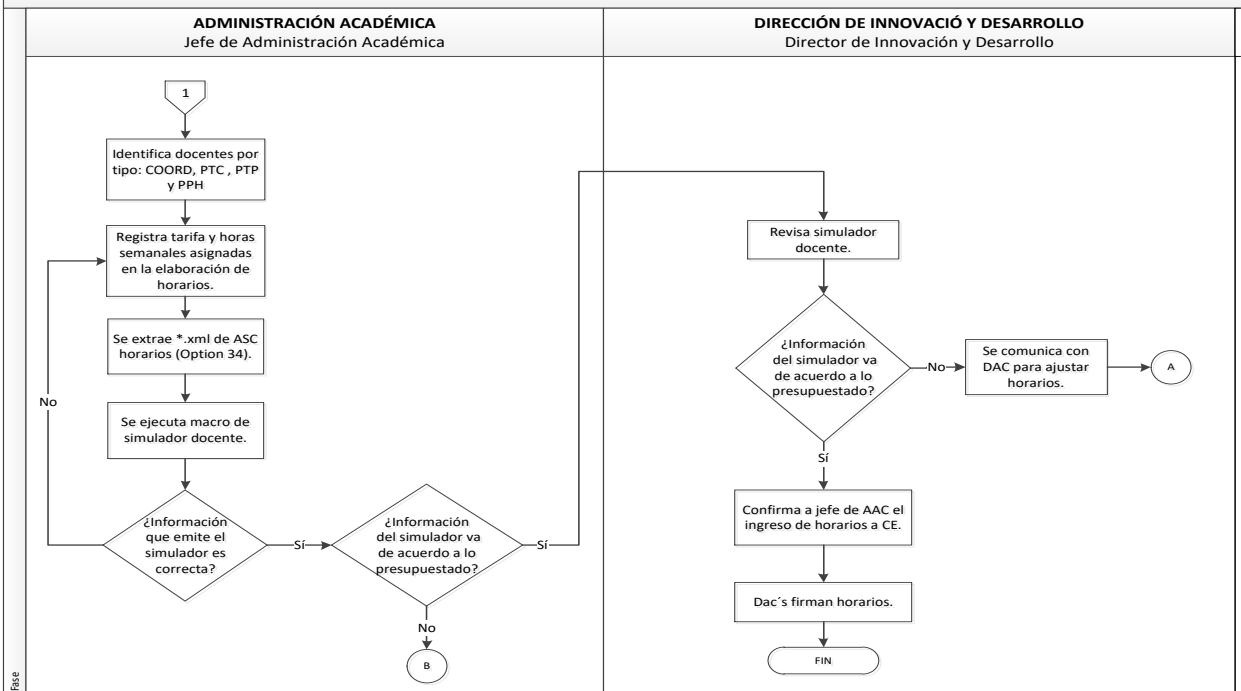 ADMINISTRACIÓN ACADÉMICA
Jefe de Administración Académica
DIRECCIÓN DE INNOVACIÓ Y DESARROLLO
Director de Innovación y Desarrollo
1
Identifica docentes por
tipo: COORD, PTC , PTP
y PPH
Registra tarifa y horas
semanales asignadas
en la elaboración de
horarios.
Se extrae *.xml de ASC
horarios (Option 34).
Se ejecuta macro de
simulador docente.
¿Información
que emite el
simulador es
correcta?
No
Sí
¿Información
del simulador va
de acuerdo a lo
presupuestado?
Sí
No
B
Revisa simulador
docente.
¿Información
del simulador va
de acuerdo a lo
presupuestado?
No
Se comunica con
DAC para ajustar
horarios.
A
Sí
Confirma a jefe de AAC el
ingreso de horarios a CE.
Dac´s firman horarios.
FIN
Fase